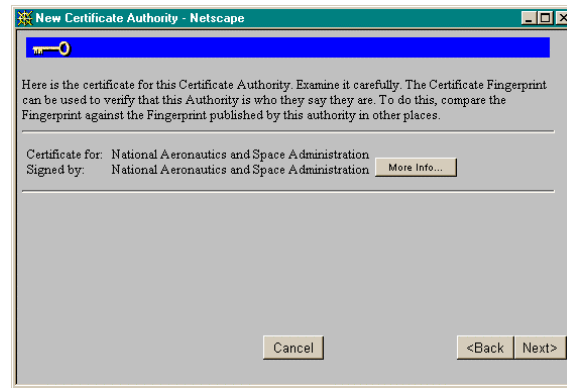 New Certificate Authority - Netscape
Here is the certificate for this Certificate Authority. Examine it carefully. The Certificate Fingerprint
can be used to verify that this Authority is who they say they are. To do this, compare the
Fingerprint against the Fingerprint published by this authority in other places.
Certificate for: National Aeronautics and Space Administration
Signed by: National Aeronautics and Space Administration More Info...
Cancel <Back Next>